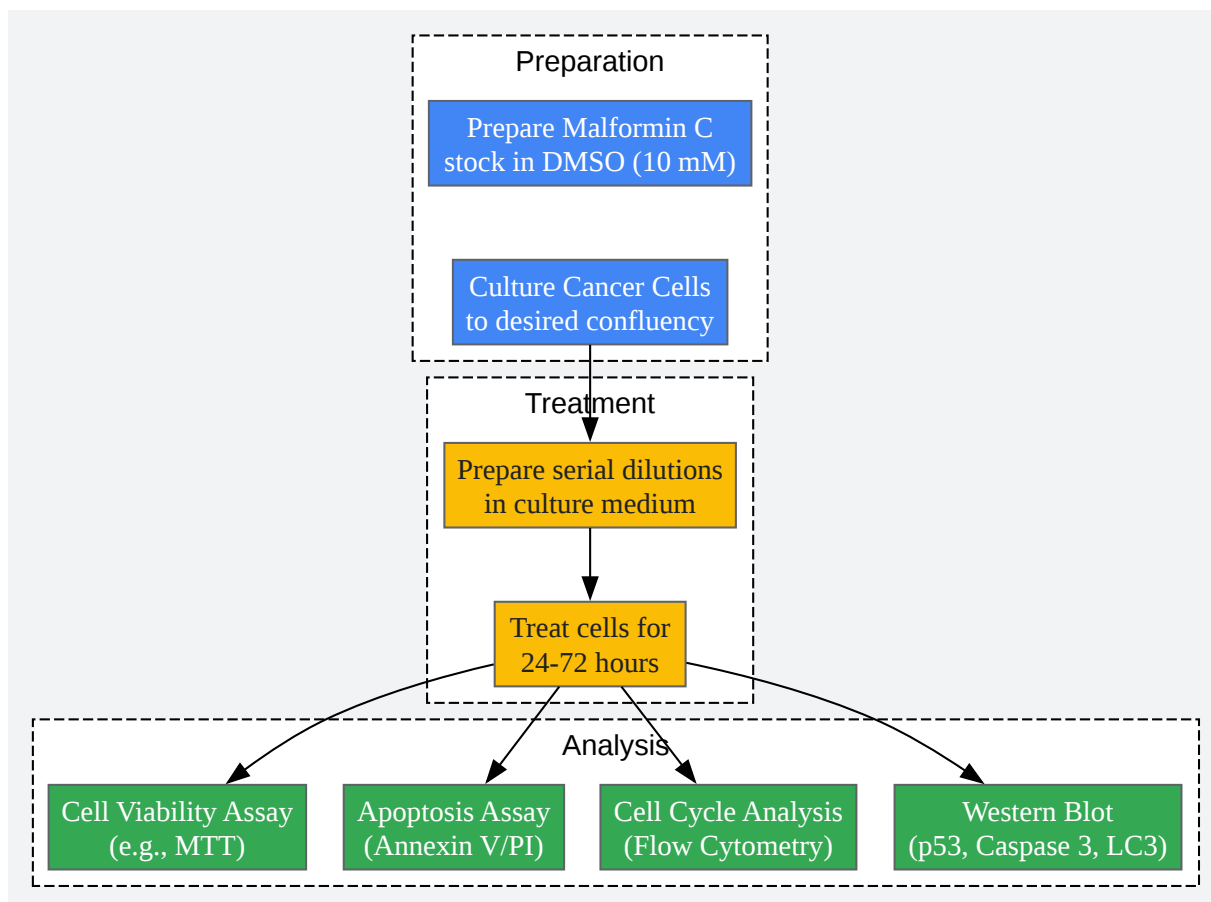 Preparation
Prepare Malformin C
stock in DMSO (10 mM)
Culture Cancer Cells
to desired confluency
Treatment
Prepare serial dilutions
in culture medium
Treat cells for
24-72 hours
Analysis
Cell Viability Assay
(e.g., MTT)
Apoptosis Assay
(Annexin V/PI)
Cell Cycle Analysis
(Flow Cytometry)
Western Blot
(p53, Caspase 3, LC3)